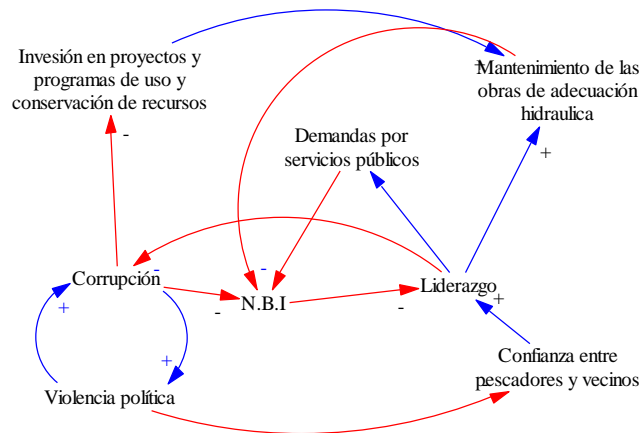 Invesión en proyectos y
programas de uso y
conservación de recursos
Mantenimiento de las
obras de adecuación
hidraulica
Demandas por
servicios públicos
Corrupción
N.B.I
Liderazgo
Violencia política
Confianza entre
pescadores y vecinos
+
-
+
-
-
-
-
+
+
+